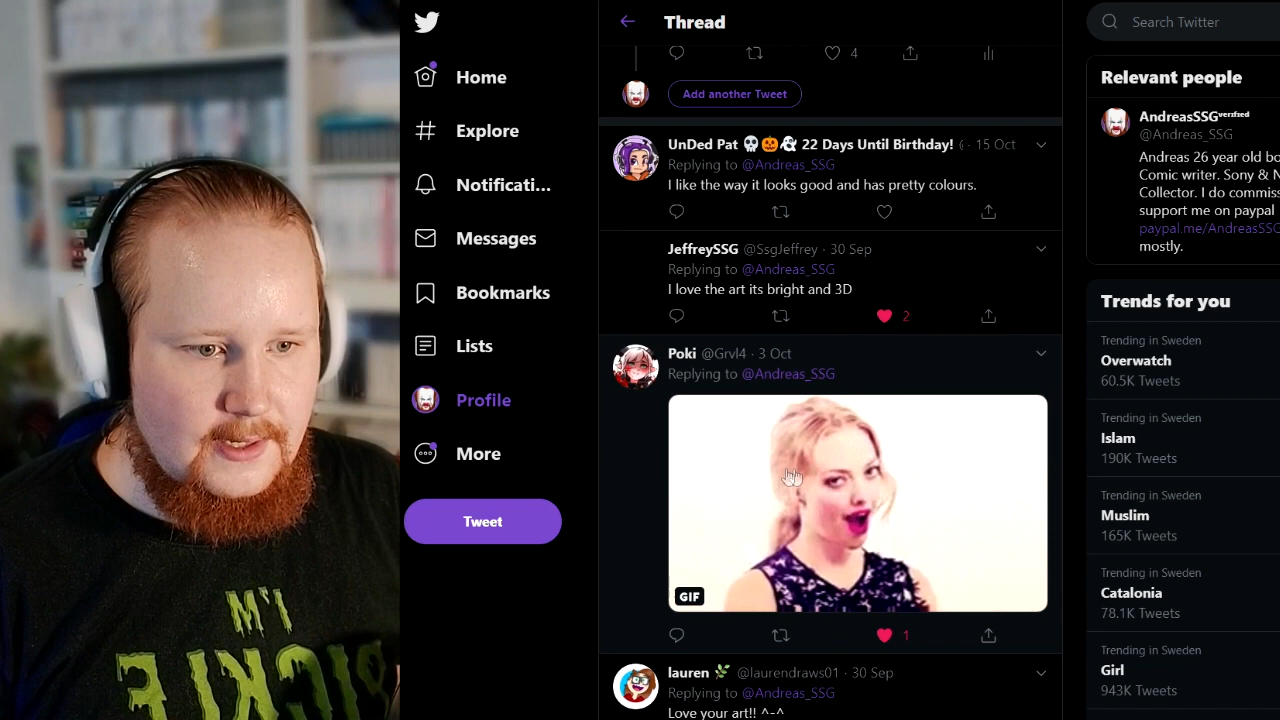 Home
Explore
Notificati...
Messages
Bookmarks
Lists
Profile
More
Tweet
Thread
4
Add another Tweet
UnDed Pat 💀🎃👻 22 Days Until Birthday! · 15 Oct
Replying to @Andreas_SSG
I like the way it looks good and has pretty colours.
JeffreySSG @SsgJeffrey · 30 Sep
Replying to @Andreas_SSG
I love the art its bright and 3D
2
Poki @Grvl4 · 3 Oct
Replying to @Andreas_SSG
GIF
1
lauren 🌿 @laurendraws01 · 30 Sep
Replying to @Andreas_SSG
Love your art!! ^-^
Search Twitter
Relevant people
AndreasSSGᵛᵉʳᶦᶠᶦᵉᵈ
@Andreas_SSG
Andreas 26 year old bo
Comic writer. Sony & N
Collector. I do commiss
support me on paypal
paypal.me/AndreasSSG
mostly.
Trends for you
Trending in Sweden
Overwatch
60.5K Tweets
Trending in Sweden
Islam
190K Tweets
Trending in Sweden
Muslim
165K Tweets
Trending in Sweden
Catalonia
78.1K Tweets
Trending in Sweden
Girl
943K Tweets
I'M
PICKLE